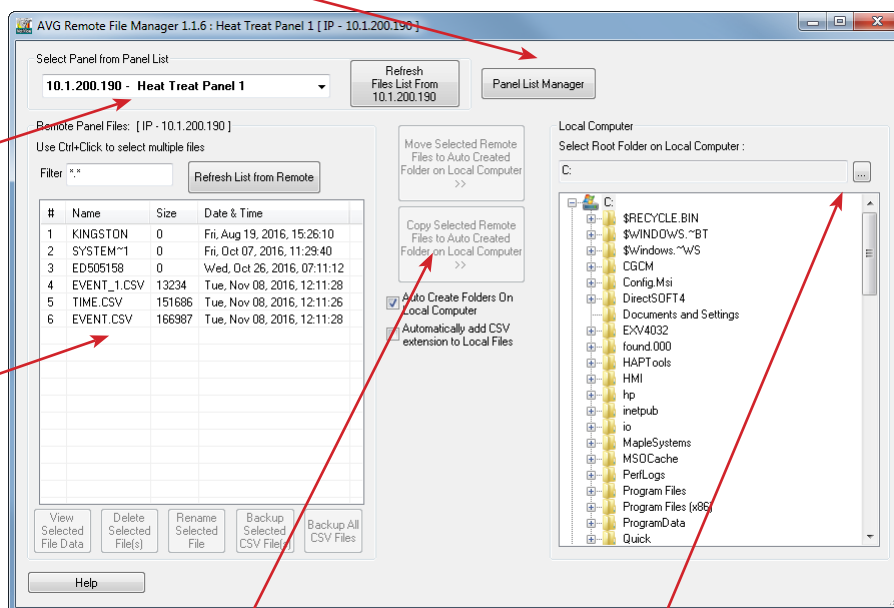 AVG Remote File Manager 1.1.6 : Heat Treat Panel 1 [ IP - 10.1.200.190 ]
Select Panel from Panel List
10.1.200.190 - Heat Treat Panel 1
Refresh
Files List From
10.1.200.190
Panel List Manager
Remote Panel Files: [ IP - 10.1.200.190 ]
Use Ctrl+Click to select multiple files
Filter *.*
Refresh List from Remote
# Name Size Date & Time
1 KINGSTON 0 Fri, Aug 19, 2016, 15:26:10
2 SYSTEM~1 0 Fri, Oct 07, 2016, 11:29:40
3 ED505158 0 Wed, Oct 26, 2016, 07:11:12
4 EVENT_1.CSV 13234 Tue, Nov 08, 2016, 12:11:28
5 TIME.CSV 151686 Tue, Nov 08, 2016, 12:11:26
6 EVENT.CSV 166987 Tue, Nov 08, 2016, 12:11:28
View
Selected
File Data
Delete
Selected
File(s)
Rename
Selected
File
Backup
Selected
CSV File(s)
Backup All
CSV Files
Help
Move Selected Remote
Files to Auto Created
Folder on Local Computer
>>
Copy Selected Remote
Files to Auto Created
Folder on Local Computer
>>
Auto Create Folders On
Local Computer
Automatically add CSV
extension to Local Files
Local Computer
Select Root Folder on Local Computer :
C:
...
C:
$RECYCLE.BIN
$WINDOWS.~BT
$Windows.~WS
CGCM
Config.Msi
DirectSOFT4
Documents and Settings
EXV4032
found.000
HAPTools
HMI
hp
inetpub
io
MapleSystems
MSOCache
PerfLogs
Program Files
Program Files (x86)
ProgramData
Quick